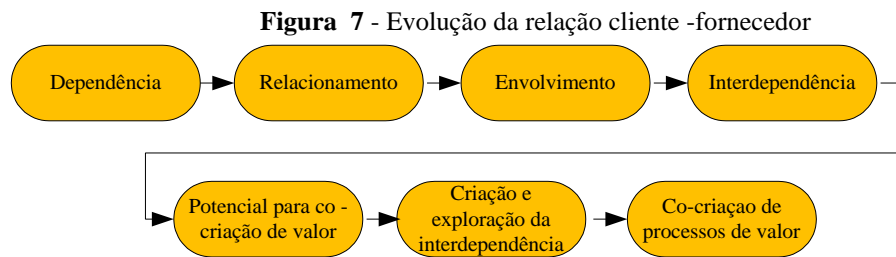 Figura 7 - Evolução da relação cliente -fornecedor
Dependência
Relacionamento
Envolvimento
Interdependência
Potencial para co -
criação de valor
Criação e
exploração da
interdependência
Co-criaçao de
processos de valor